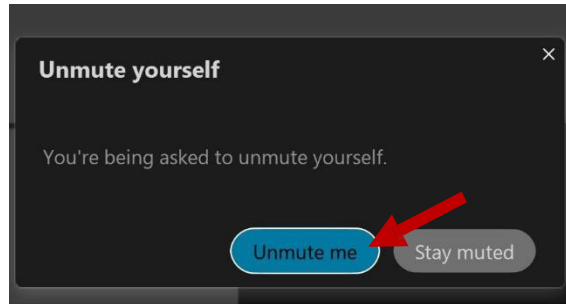 Unmute yourself
You're being asked to unmute yourself.
Unmute me
Stay muted